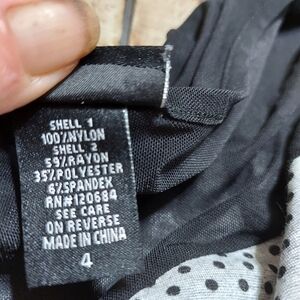 SHELL 1
100%NYLON
SHELL 2
59%RAYON
35%POLYESTER
6%SPANDEX
RN#120684
SEE CARE
ON REVERSE
MADE IN CHINA
4